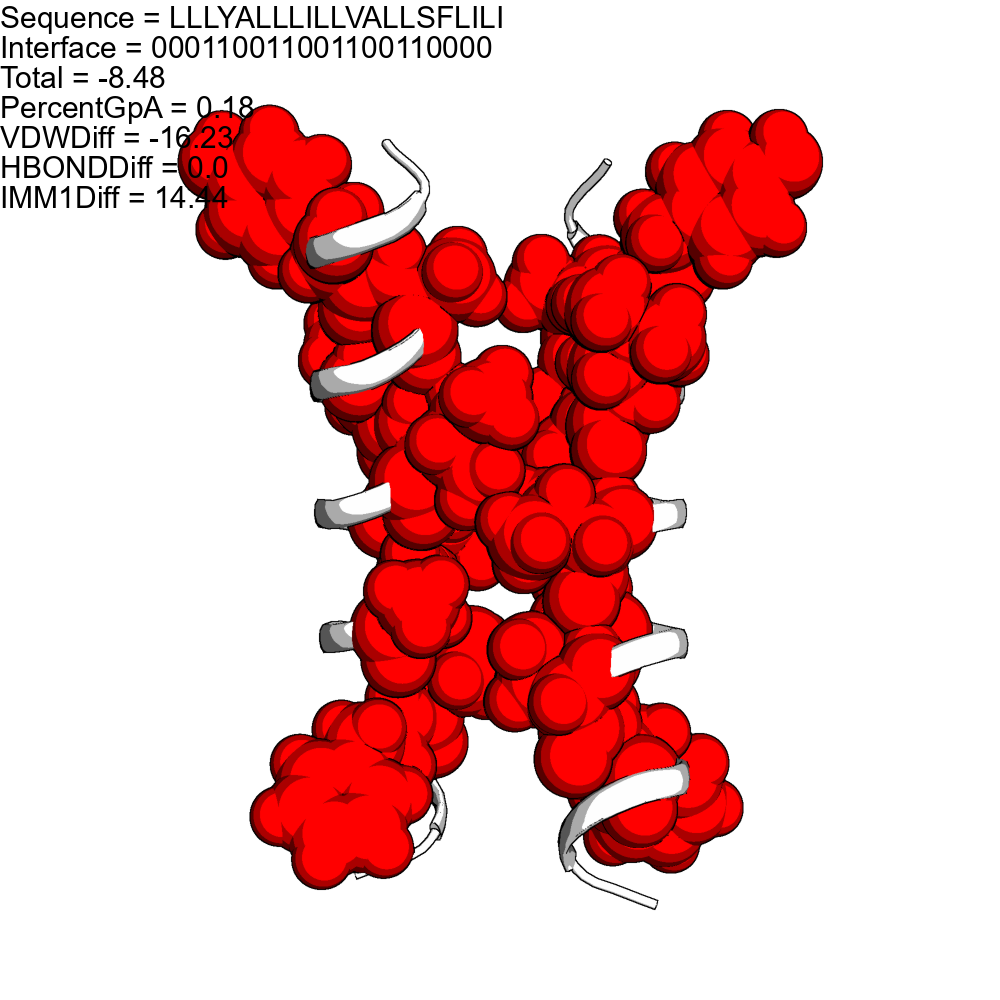 Sequence = LLLYALLLILLVALLSFLILI
Interface = 000110011001100110000
Total = -8.48
PercentGpA = 0.18
VDWDiff = -16.23
HBONDDiff = 0.0
IMM1Diff = 14.44